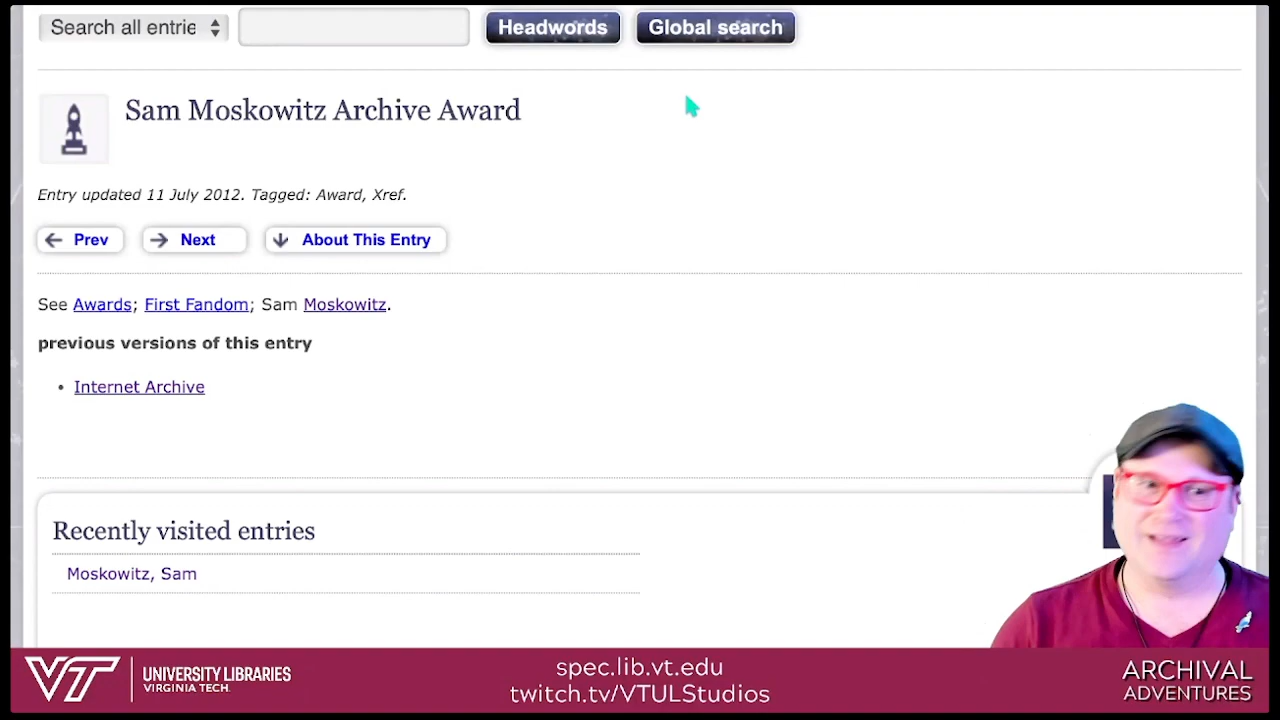 Search all entrie Headwords Global search
Sam Moskowitz Archive Award
Entry updated 11 July 2012. Tagged: Award, Xref.
Prev Next About This Entry
See Awards; First Fandom; Sam Moskowitz.
previous versions of this entry
• Internet Archive
Recently visited entries
Moskowitz, Sam
VT UNIVERSITY LIBRARIES
VIRGINIA TECH.
spec.lib.vt.edu
twitch.tv/VTULStudios
ARCHIVAL
ADVENTURES